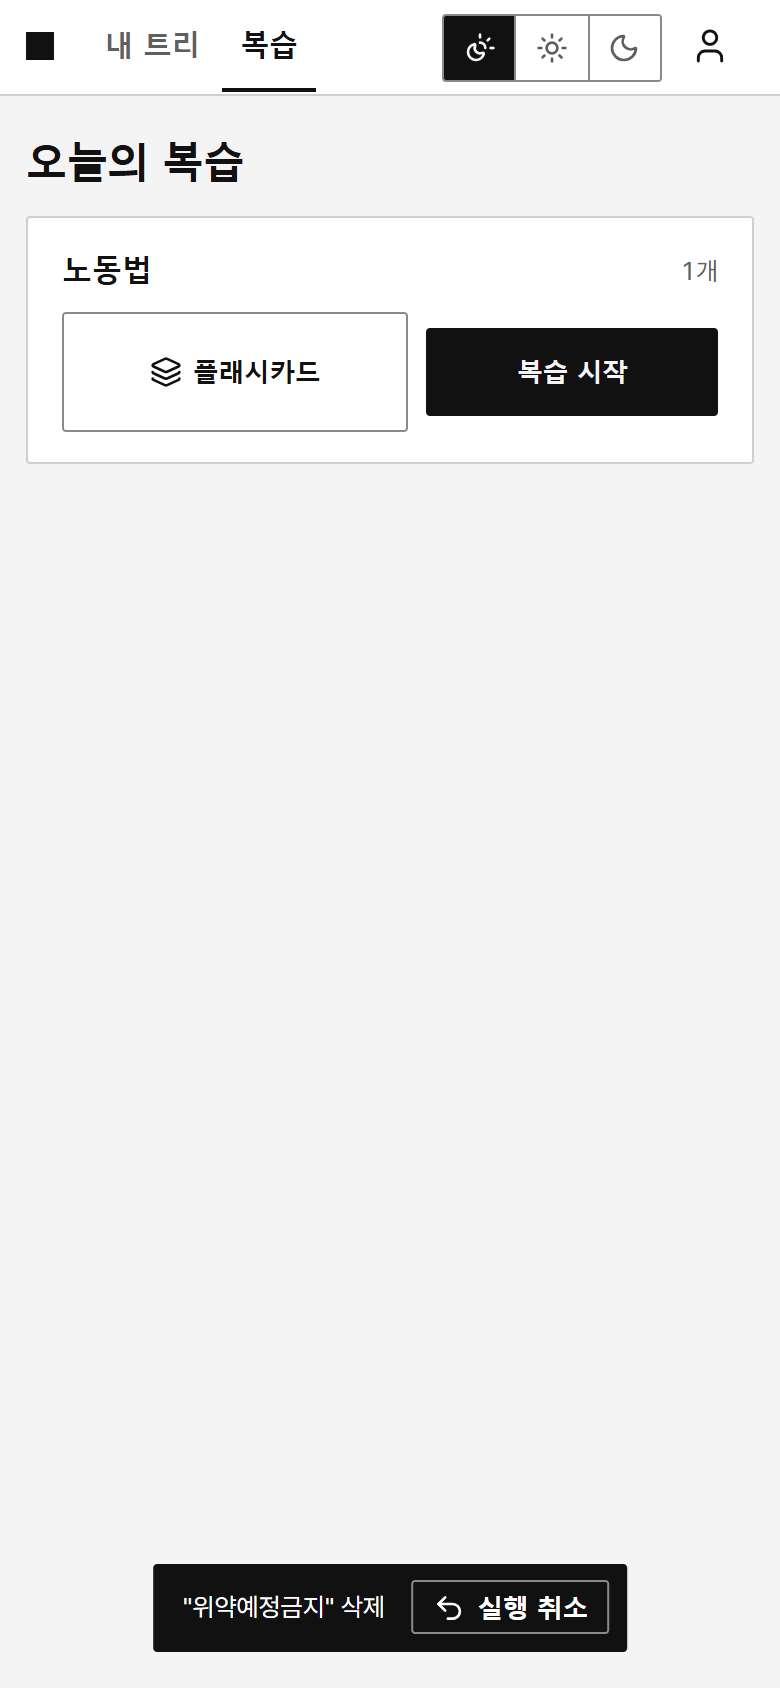 내 트리 복습
오늘의 복습
노동법 1개
플래시카드 복습 시작
"위약예정금지" 삭제 실행 취소